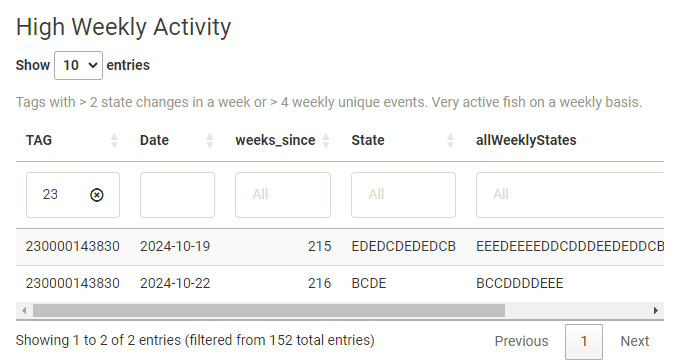 High Weekly Activity
Show 10 entries
Tags with > 2 state changes in a week or > 4 weekly unique events. Very active fish on a weekly basis.
TAG Date weeks_since State allWeeklyStates
23 All All All
230000143830 2024-10-19 215 EDEDCDEDEDCB EEEDEEEEDDCDDDEEDEDDCB
230000143830 2024-10-22 216 BCDE BCCDDDDEEE
Showing 1 to 2 of 2 entries (filtered from 152 total entries) Previous 1 Next